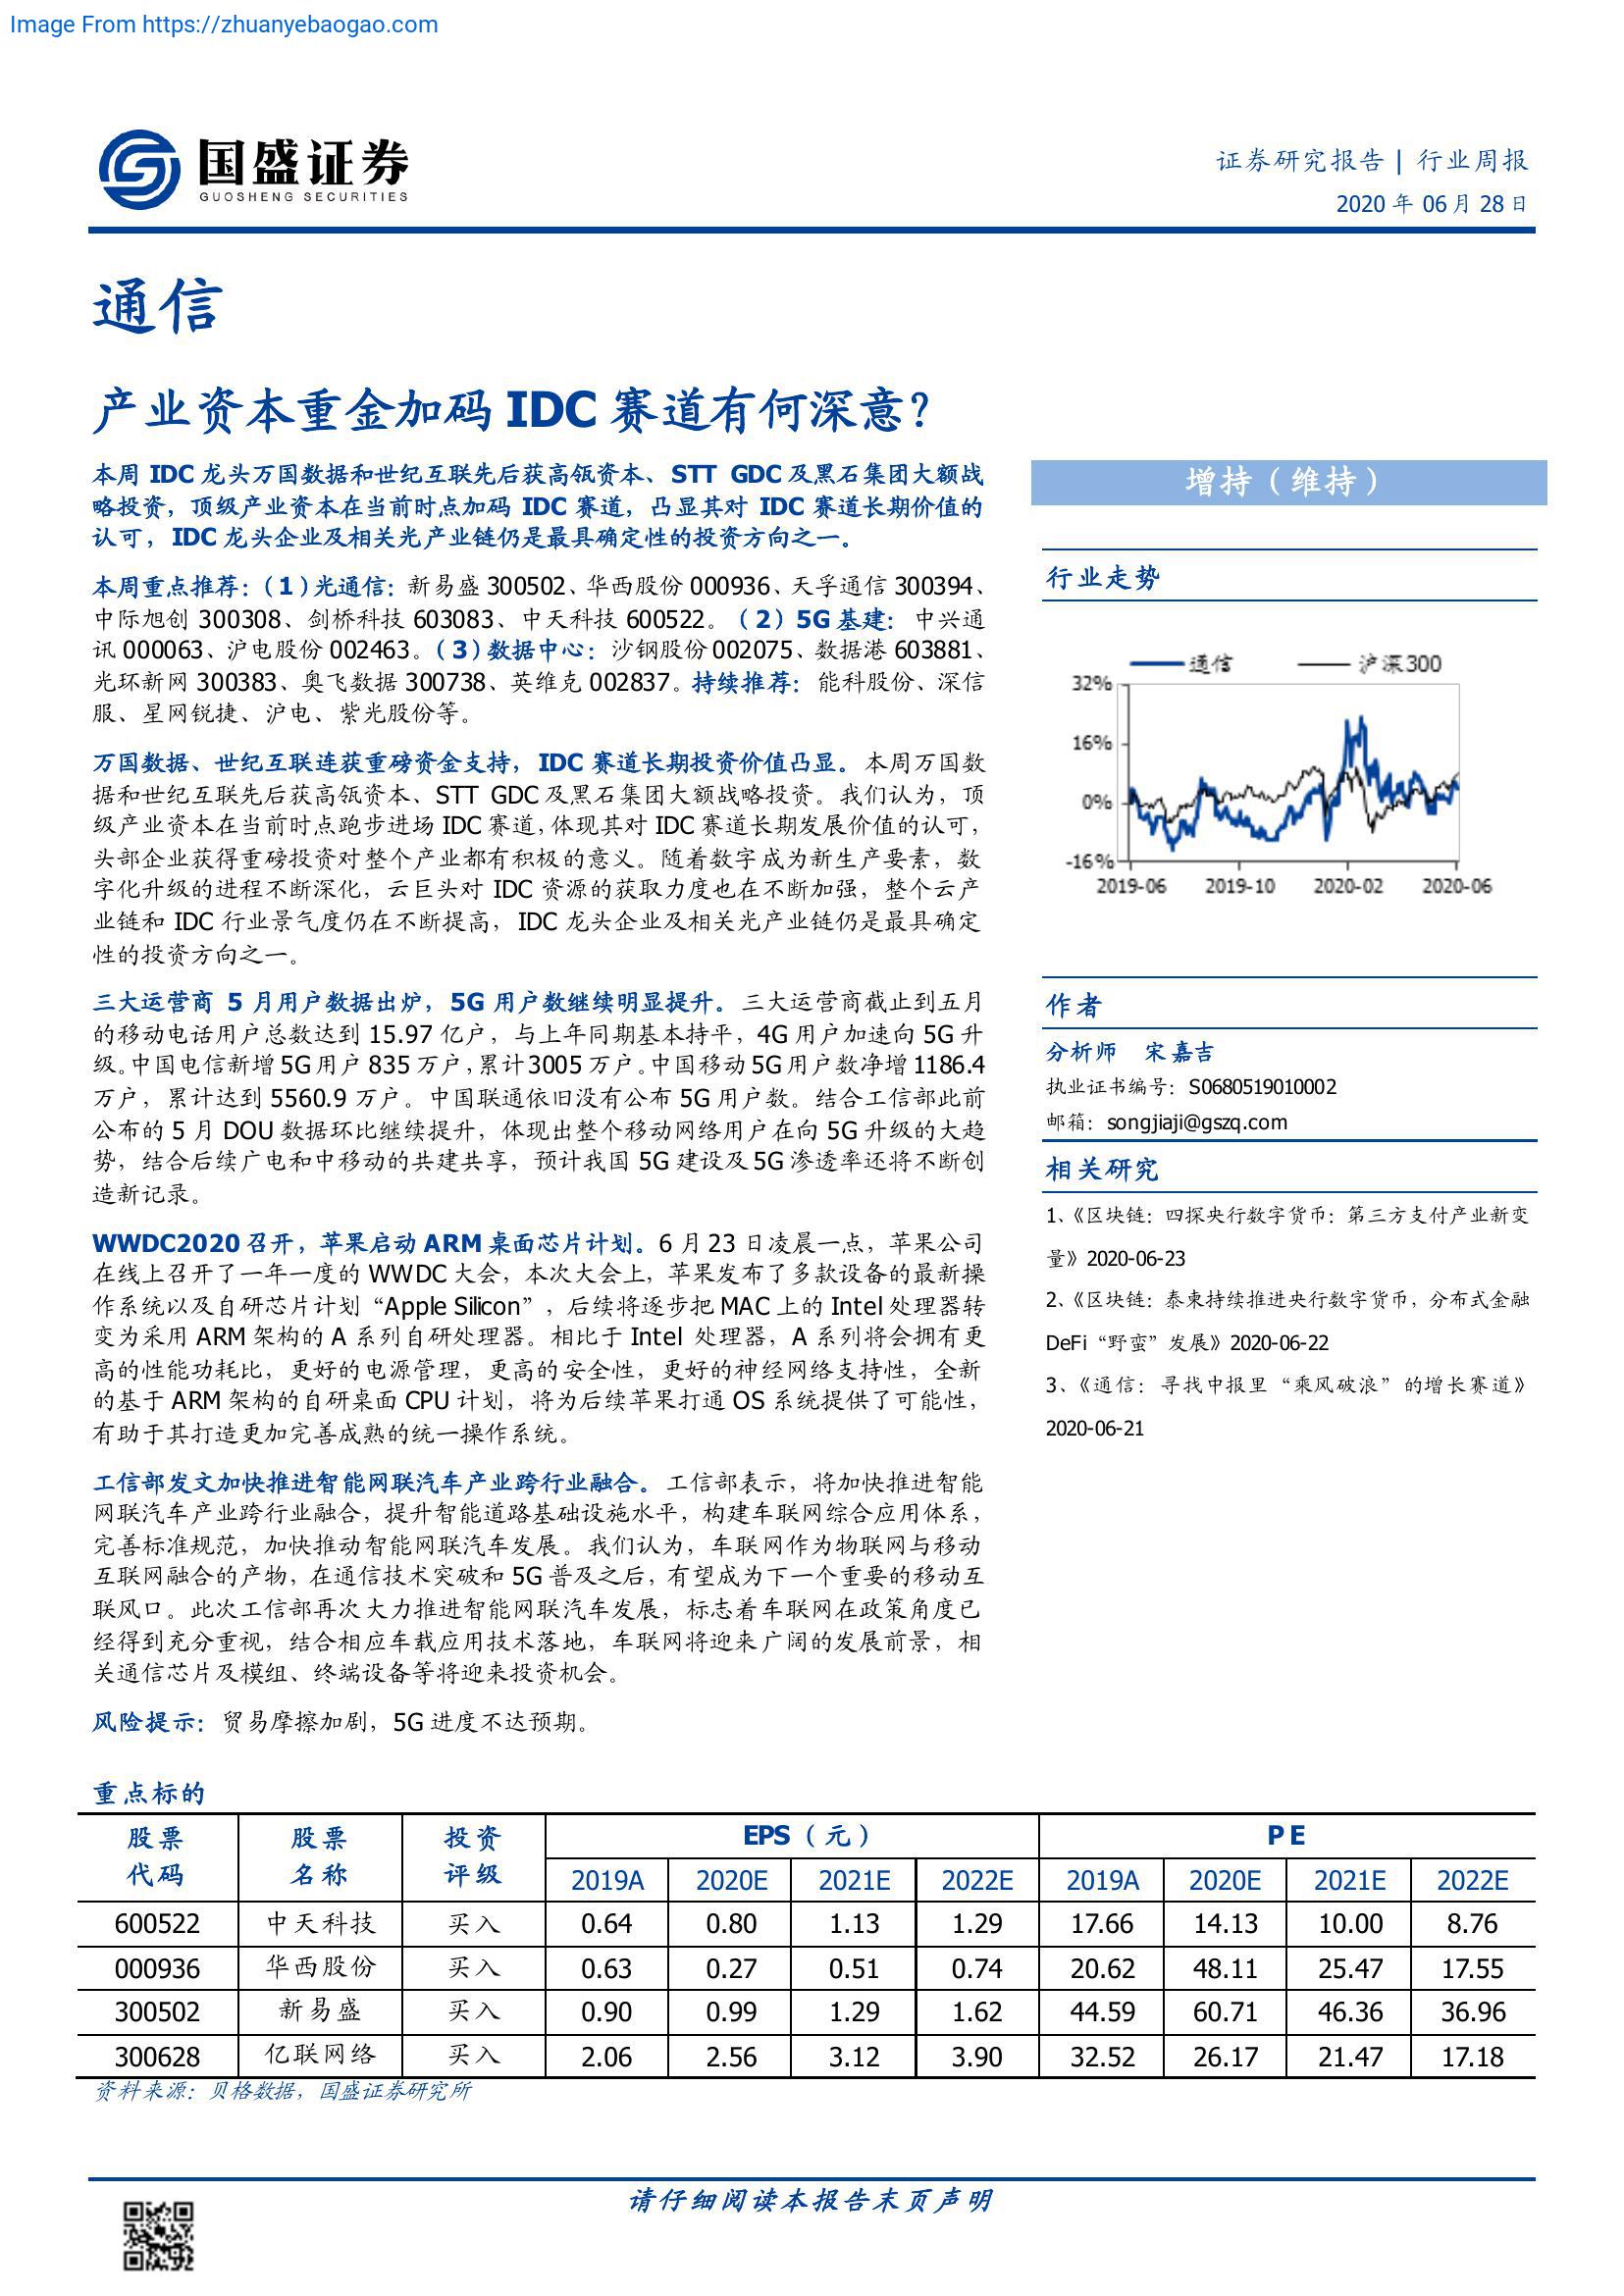 Image From https://zhuanyebaogao.com
国盛证券
GUOSHENG SECURITIES
证券研究报告 | 行业周报
2020 年 06 月 28 日
通信
产业资本重金加码 IDC 赛道有何深意?
本周 IDC 龙头万国数据和世纪互联先后获高瓴资本、STT GDC 及黑石集团大额战
略投资，顶级产业资本在当前时点加码 IDC 赛道，凸显其对 IDC 赛道长期价值的
认可，IDC 龙头企业及相关光产业链仍是最具确定性的投资方向之一。
本周重点推荐：（1）光通信：新易盛 300502、华西股份 000936、天孚通信 300394、
中际旭创 300308、剑桥科技 603083、中天科技 600522。（2）5G 基建：中兴通
讯 000063、沪电股份 002463。（3）数据中心：沙钢股份 002075、数据港 603881、
光环新网 300383、奥飞数据 300738、英维克 002837。持续推荐：能科股份、深信
服、星网锐捷、沪电、紫光股份等。
万国数据、世纪互联连获重磅资金支持，IDC 赛道长期投资价值凸显。本周万国数
据和世纪互联先后获高瓴资本、STT GDC 及黑石集团大额战略投资。我们认为，顶
级产业资本在当前时点跑步进场 IDC 赛道，体现其对 IDC 赛道长期发展价值的认可，
头部企业获得重磅投资对整个产业都有积极的意义。随着数字成为新生产要素，数
字化升级的进程不断深化，云巨头对 IDC 资源的获取力度也在不断加强，整个云产
业链和 IDC 行业景气度仍在不断提高，IDC 龙头企业及相关光产业链仍是最具确定
性的投资方向之一。
三大运营商 5 月用户数据出炉，5G 用户数继续明显提升。三大运营商截止到五月
的移动电话用户总数达到 15.97 亿户，与上年同期基本持平，4G 用户加速向 5G 升
级。中国电信新增 5G 用户 835 万户，累计 3005 万户。中国移动 5G 用户数净增 1186.4
万户，累计达到 5560.9 万户。中国联通依旧没有公布 5G 用户数。结合工信部此前
公布的 5 月 DOU 数据环比继续提升，体现出整个移动网络用户在向 5G 升级的大趋
势，结合后续广电和中移动的共建共享，预计我国 5G 建设及 5G 渗透率还将不断创
造新记录。
WWDC2020 召开，苹果启动 ARM 桌面芯片计划。6 月 23 日凌晨一点，苹果公司
在线上召开了一年一度的 WWDC 大会，本次大会上，苹果发布了多款设备的最新操
作系统以及自研芯片计划“Apple Silicon”，后续将逐步把 MAC 上的 Intel 处理器转
变为采用 ARM 架构的 A 系列自研处理器。相比于 Intel 处理器，A 系列将会拥有更
高的性能功耗比，更好的电源管理，更高的安全性，更好的神经网络支持性，全新
的基于 ARM 架构的自研桌面 CPU 计划，将为后续苹果打通 OS 系统提供了可能性，
有助于其打造更加完善成熟的统一操作系统。
工信部发文加快推进智能网联汽车产业跨行业融合。工信部表示，将加快推进智能
网联汽车产业跨行业融合，提升智能道路基础设施水平，构建车联网综合应用体系，
完善标准规范，加快推动智能网联汽车发展。我们认为，车联网作为物联网与移动
互联网融合的产物，在通信技术突破和 5G 普及之后，有望成为下一个重要的移动互
联风口。此次工信部再次大力推进智能网联汽车发展，标志着车联网在政策角度已
经得到充分重视，结合相应车载应用技术落地，车联网将迎来广阔的发展前景，相
关通信芯片及模组、终端设备等将迎来投资机会。
风险提示：贸易摩擦加剧，5G 进度不达预期。
增持（维持）
行业走势
通信 沪深300
32%
16%
0%
-16%
2019-06 2019-10 2020-02 2020-06
作者
分析师 宋嘉吉
执业证书编号：S0680519010002
邮箱：songjiaji@gszq.com
相关研究
1、《区块链：四探央行数字货币：第三方支付产业新变
量》2020-06-23
2、《区块链：泰柬持续推进央行数字货币，分布式金融
DeFi“野蛮”发展》2020-06-22
3、《通信：寻找中报里“乘风破浪”的增长赛道》
2020-06-21
重点标的
股票 股票 投资 EPS（元） PE
代码 名称 评级 2019A 2020E 2021E 2022E 2019A 2020E 2021E 2022E
600522 中天科技 买入 0.64 0.80 1.13 1.29 17.66 14.13 10.00 8.76
000936 华西股份 买入 0.63 0.27 0.51 0.74 20.62 48.11 25.47 17.55
300502 新易盛 买入 0.90 0.99 1.29 1.62 44.59 60.71 46.36 36.96
300628 亿联网络 买入 2.06 2.56 3.12 3.90 32.52 26.17 21.47 17.18
资料来源：贝格数据，国盛证券研究所
请仔细阅读本报告末页声明